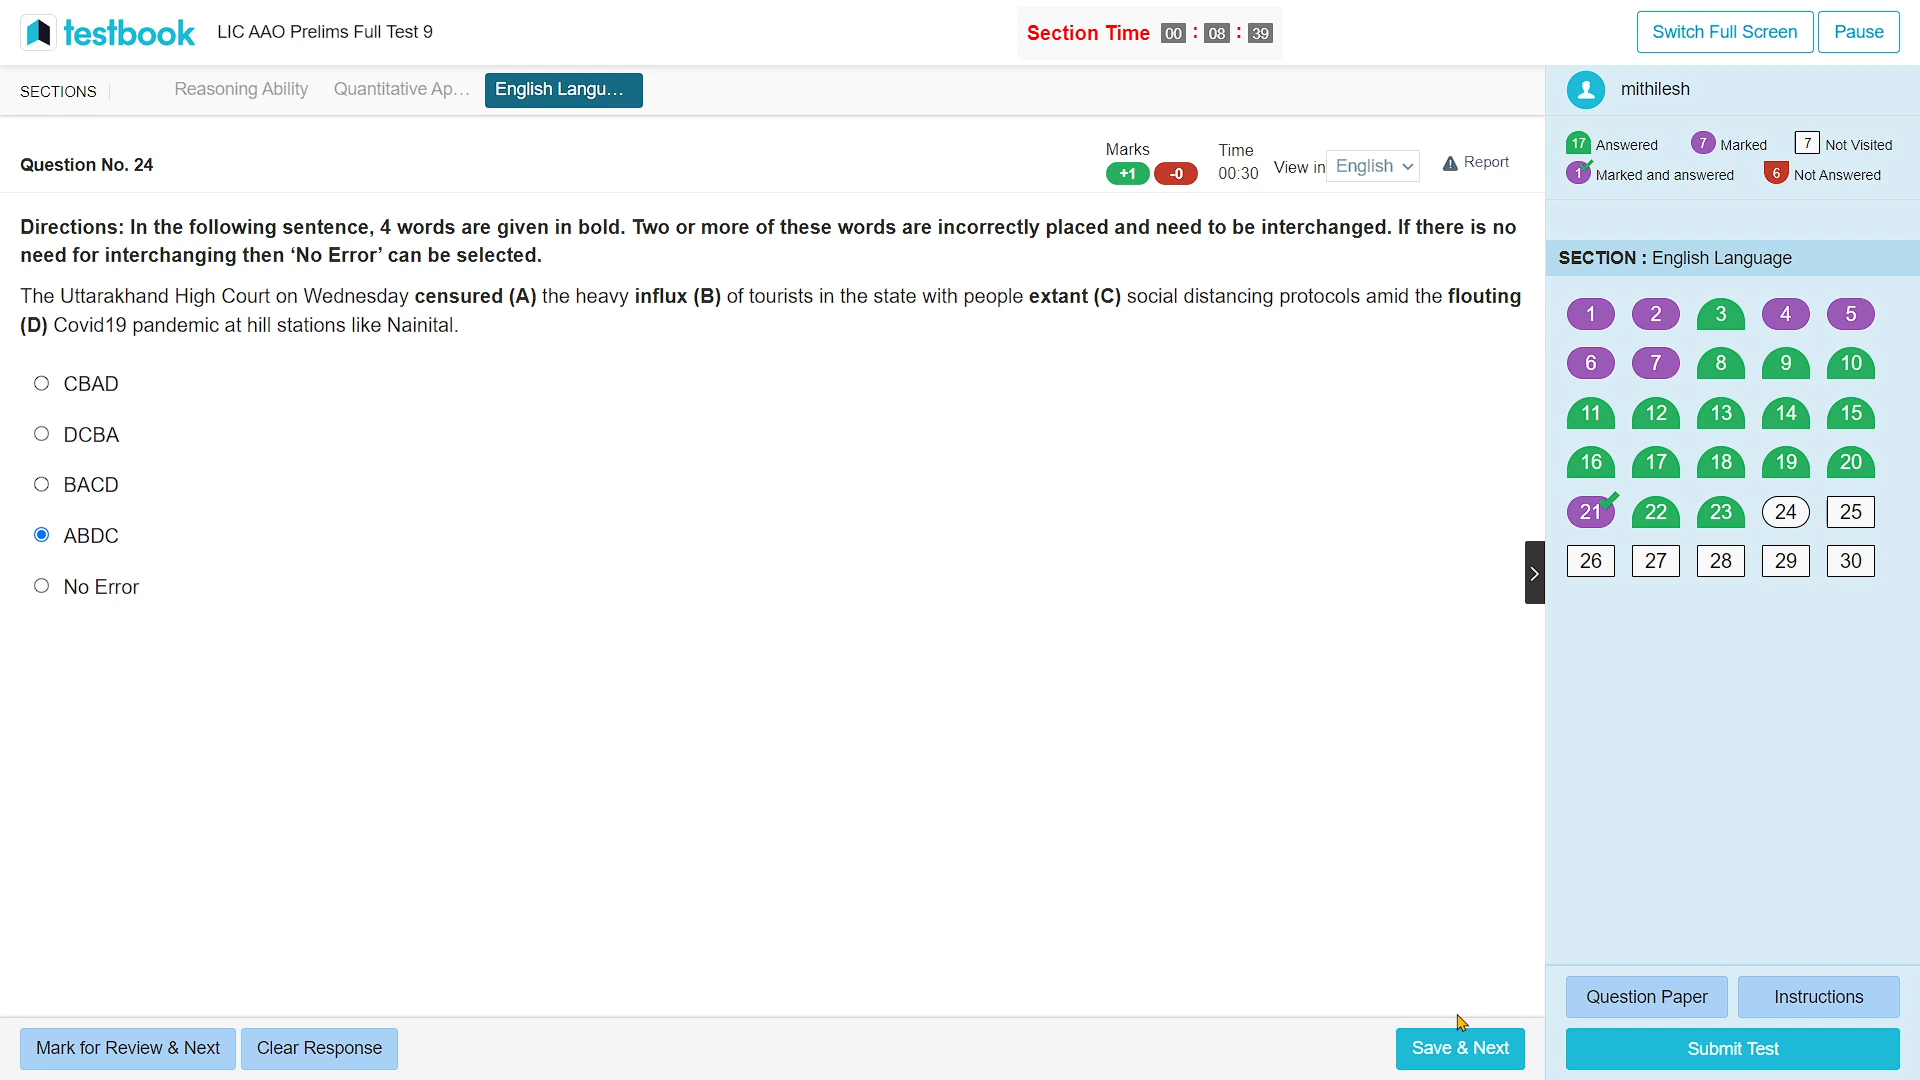 testbook LIC AAO Prelims Full Test 9 Section Time 00 : 08 : 39 Switch Full Screen Pause
SECTIONS Reasoning Ability Quantitative Ap... English Langu... mithilesh
17 Answered 7 Marked 7 Not Visited
1 Marked and answered 6 Not Answered
Question No. 24 Marks +1 -0 Time 00:30 View in English Report
SECTION : English Language
Directions: In the following sentence, 4 words are given in bold. Two or more of these words are incorrectly placed and need to be interchanged. If there is no
need for interchanging then ‘No Error’ can be selected.
The Uttarakhand High Court on Wednesday censured (A) the heavy influx (B) of tourists in the state with people extant (C) social distancing protocols amid the flouting
(D) Covid19 pandemic at hill stations like Nainital.
CBAD
DCBA
BACD
ABDC
No Error
1 2 3 4 5
6 7 8 9 10
11 12 13 14 15
16 17 18 19 20
21 22 23 24 25
26 27 28 29 30
Question Paper Instructions
Mark for Review & Next Clear Response Save & Next Submit Test